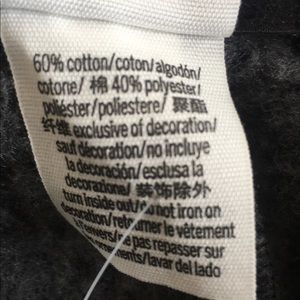 60% cotton/coton/algodón/
cotone/ 棉 40% polyester/
poliéster/poliestere/ 聚酯
纤维 exclusive of decoration/
sauf décoration/no incluye
la decoración/esclusa la
decorazione/ 装饰除外
turn inside out/do not iron on
decoration/retourner le vêtement
à l'envers/ne pas repasser sur
ornements/lavar del lado